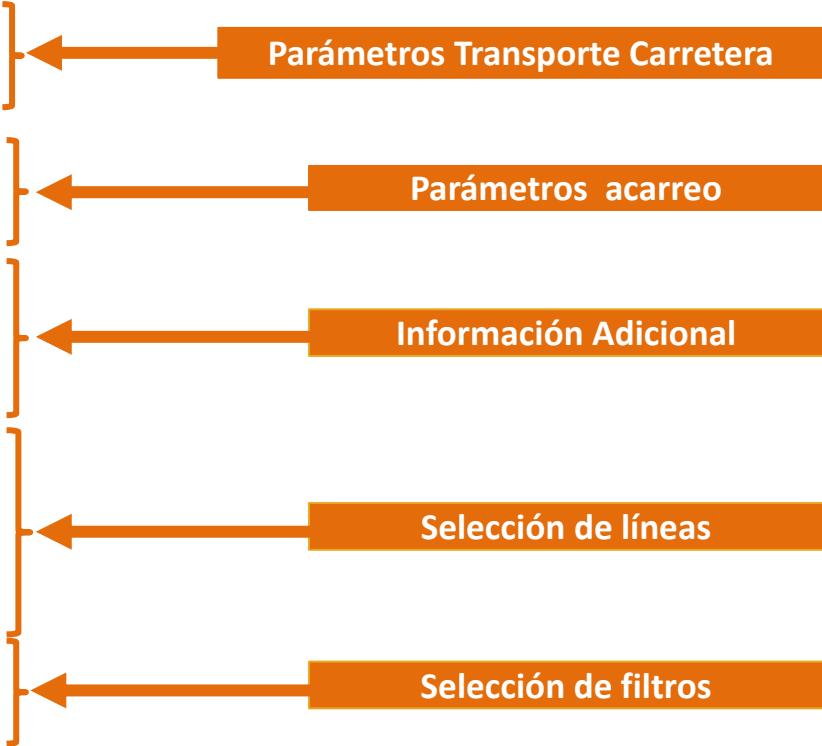 Parámetros Transporte Carretera
Parámetros acarreo
Información Adicional
Selección de líneas
Selección de filtros